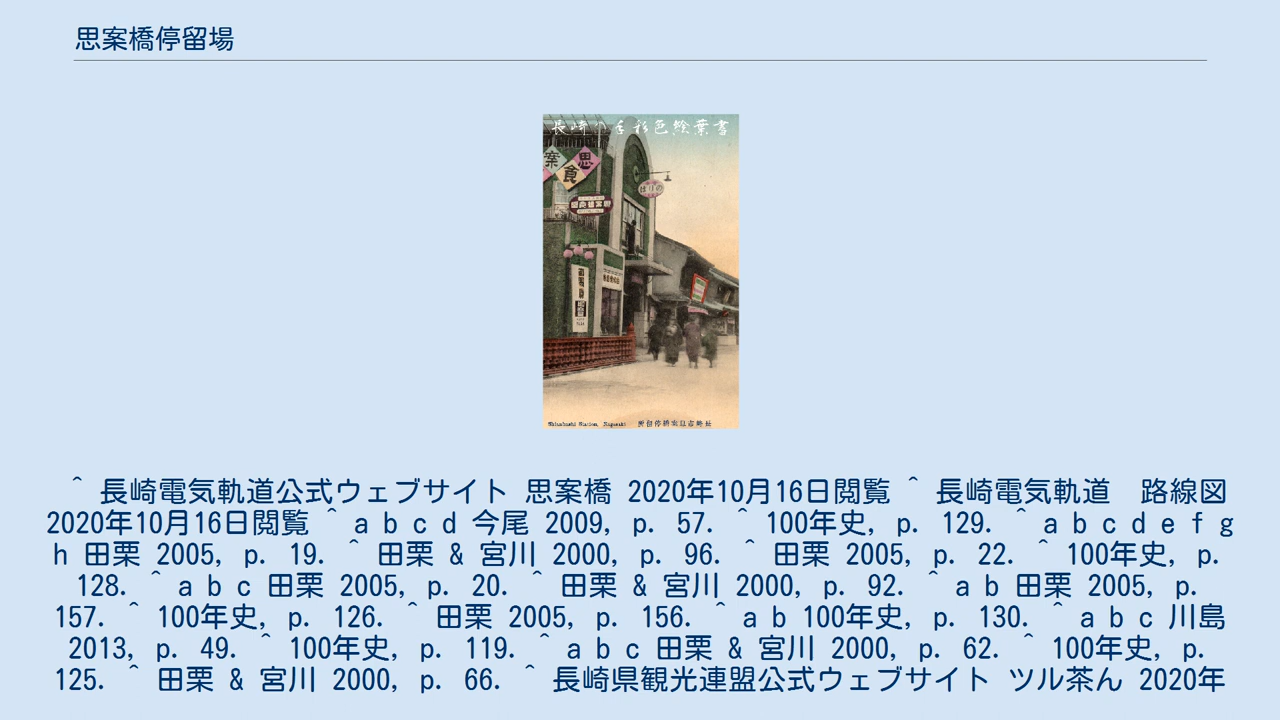 思案橋停留場
長崎の手彩色絵葉書
思
案
食
はりの
^ 長崎電気軌道公式ウェブサイト 思案橋 2020年10月16日閲覧 ^ 長崎電気軌道　路線図
2020年10月16日閲覧 ^ a b c d 今尾 2009, p. 57. ^ 100年史, p. 129. ^ a b c d e f g
h 田栗 2005, p. 19. ^ 田栗 & 宮川 2000, p. 96. ^ 田栗 2005, p. 22. ^ 100年史, p.
128. ^ a b c 田栗 2005, p. 20. ^ 田栗 & 宮川 2000, p. 92. ^ a b 田栗 2005, p.
157. ^ 100年史, p. 126. ^ 田栗 2005, p. 156. ^ a b 100年史, p. 130. ^ a b c 川島
2013, p. 49. ^ 100年史, p. 119. ^ a b c 田栗 & 宮川 2000, p. 62. ^ 100年史, p.
125. ^ 田栗 & 宮川 2000, p. 66. ^ 長崎県観光連盟公式ウェブサイト ツル茶ん 2020年